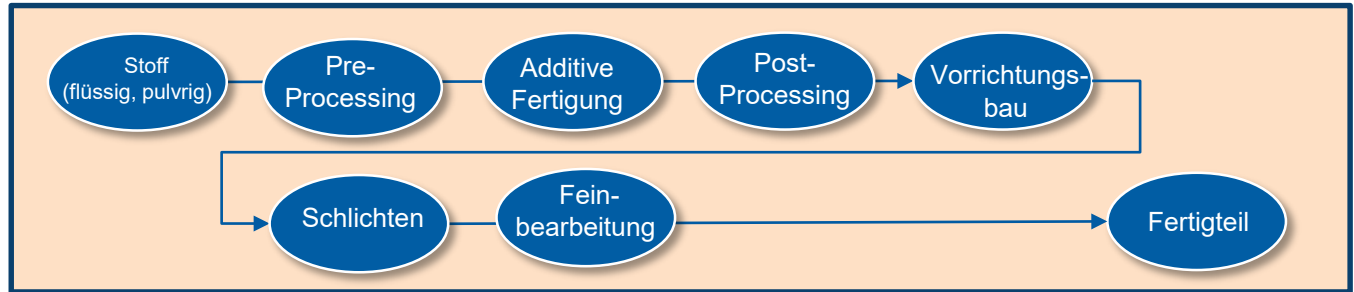 Stoff
(flüssig, pulvrig)
Pre-
Processing
Additive
Fertigung
Post-
Processing
Vorrichtungs-
bau
Schlichten
Fein-
bearbeitung
Fertigteil